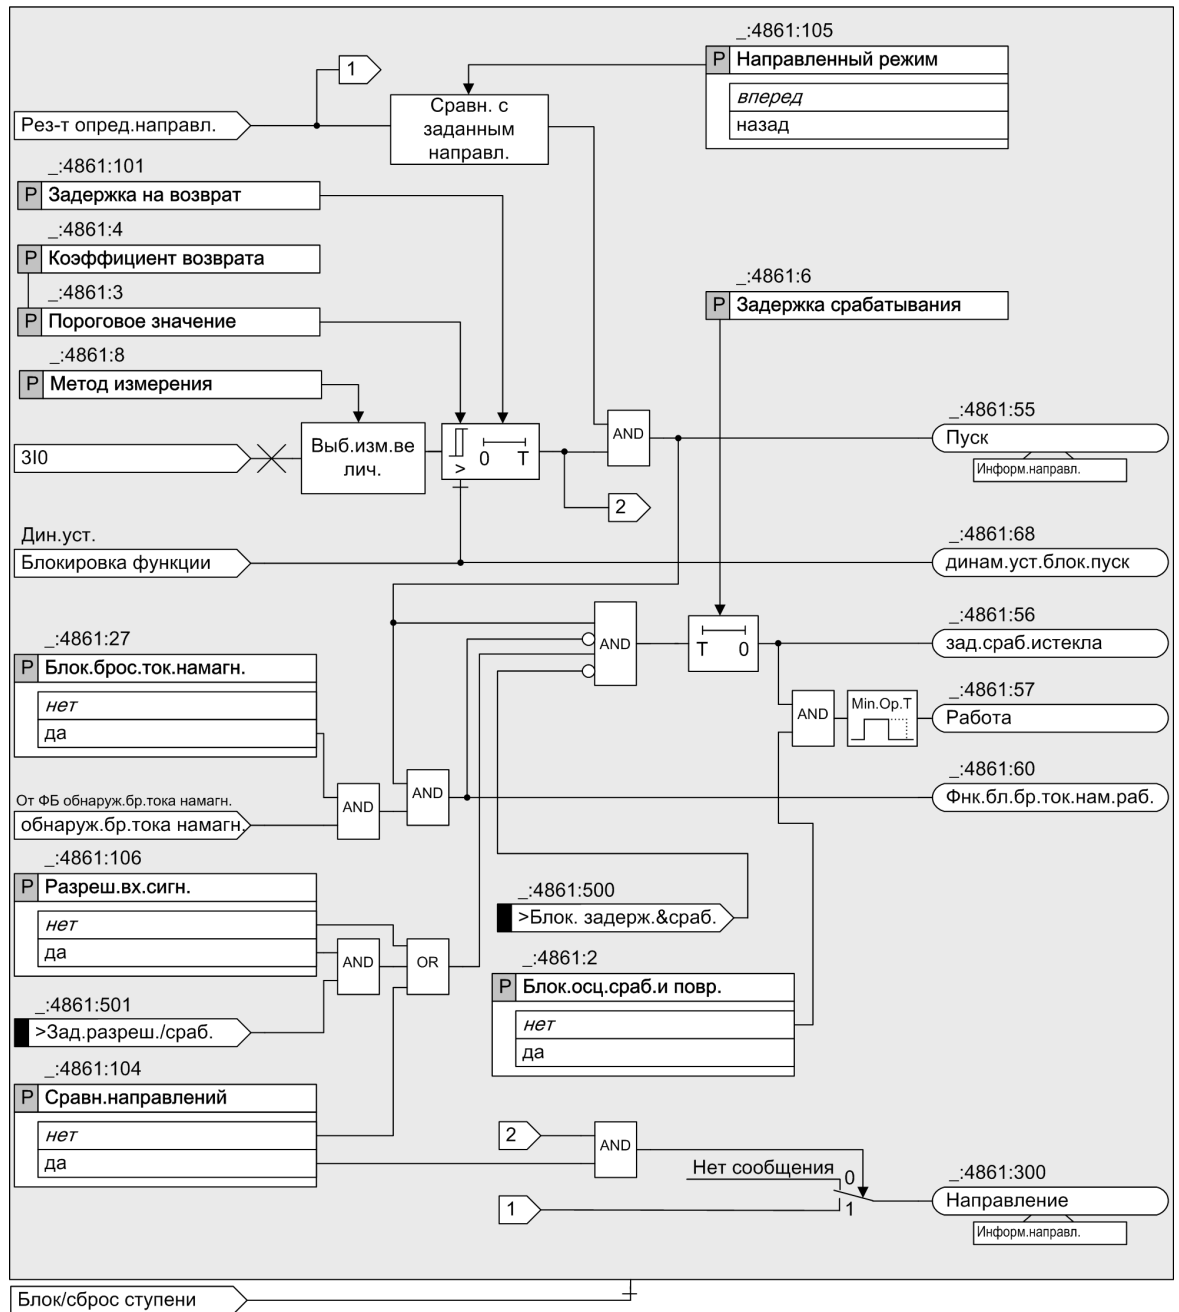 _:4861:105
P Направленный режим
вперед
назад
1
Рез-т опред.направл.
Сравн. с
заданным
направл.
_:4861:101
P Задержка на возврат
_:4861:4
P Коэффициент возврата
_:4861:3
P Пороговое значение
_:4861:8
P Метод измерения
_:4861:6
P Задержка срабатывания
3I0
Выб.изм.ве
лич.
> 0 T
AND
2
_:4861:55
Пуск
Информ.направл.
Дин.уст.
Блокировка функции
_:4861:68
динам.уст.блок.пуск
_:4861:27
P Блок.брос.ток.намагн.
нет
да
AND
T 0
_:4861:56
зад.сраб.истекла
AND
Min.Op.T
_:4861:57
Работа
От ФБ обнаруж.бр.тока намагн.
обнаруж.бр.тока намагн.
AND
AND
_:4861:60
Фнк.бл.бр.ток.нам.раб.
_:4861:106
P Разреш.вх.сигн.
нет
да
AND
OR
_:4861:500
>Блок. задерж.&сраб.
_:4861:501
>Зад.разреш./сраб.
_:4861:2
P Блок.осц.сраб.и повр.
нет
да
_:4861:104
P Сравн.направлений
нет
да
2
AND
Нет сообщения
0
1
1
_:4861:300
Направление
Информ.направл.
Блок/сброс ступени